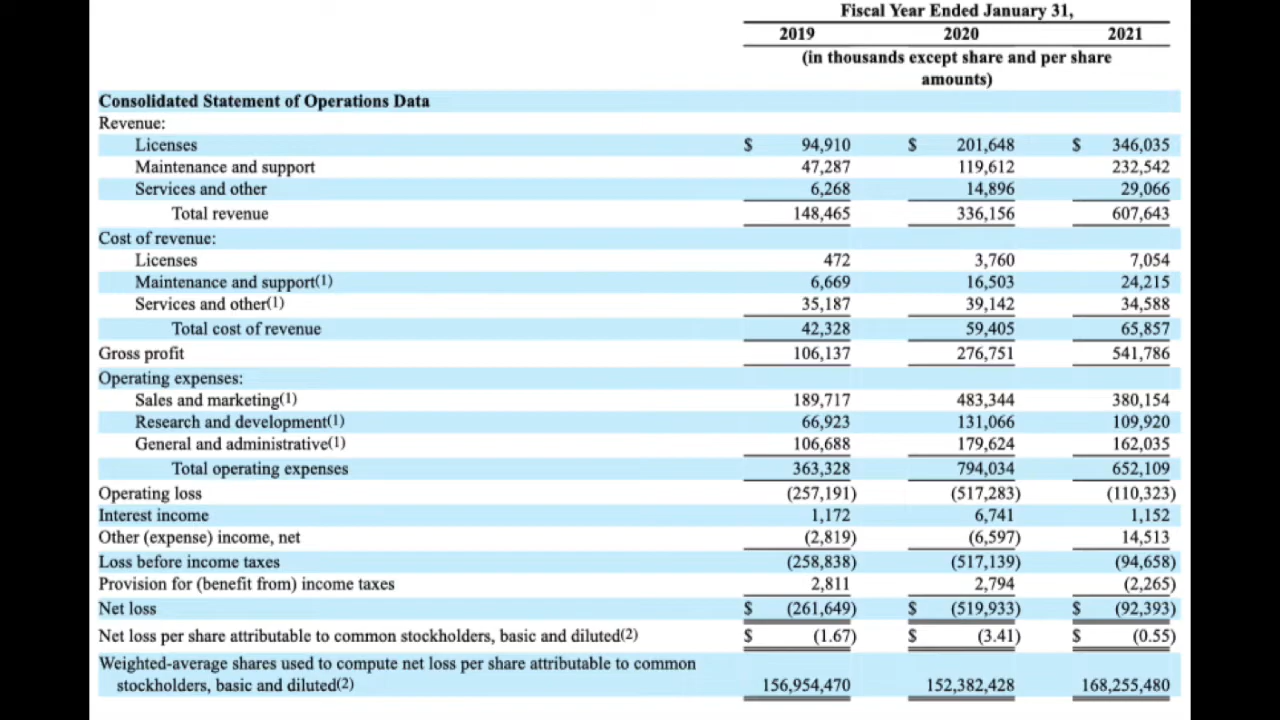 Fiscal Year Ended January 31,
2019 2020 2021
(in thousands except share and per share
amounts)
Consolidated Statement of Operations Data
Revenue:
Licenses $ 94,910 $ 201,648 $ 346,035
Maintenance and support 47,287 119,612 232,542
Services and other 6,268 14,896 29,066
Total revenue 148,465 336,156 607,643
Cost of revenue:
Licenses 472 3,760 7,054
Maintenance and support(1) 6,669 16,503 24,215
Services and other(1) 35,187 39,142 34,588
Total cost of revenue 42,328 59,405 65,857
Gross profit 106,137 276,751 541,786
Operating expenses:
Sales and marketing(1) 189,717 483,344 380,154
Research and development(1) 66,923 131,066 109,920
General and administrative(1) 106,688 179,624 162,035
Total operating expenses 363,328 794,034 652,109
Operating loss (257,191) (517,283) (110,323)
Interest income 1,172 6,741 1,152
Other (expense) income, net (2,819) (6,597) 14,513
Loss before income taxes (258,838) (517,139) (94,658)
Provision for (benefit from) income taxes 2,811 2,794 (2,265)
Net loss $ (261,649) $ (519,933) $ (92,393)
Net loss per share attributable to common stockholders, basic and diluted(2) $ (1.67) $ (3.41) $ (0.55)
Weighted-average shares used to compute net loss per share attributable to common
stockholders, basic and diluted(2) 156,954,470 152,382,428 168,255,480